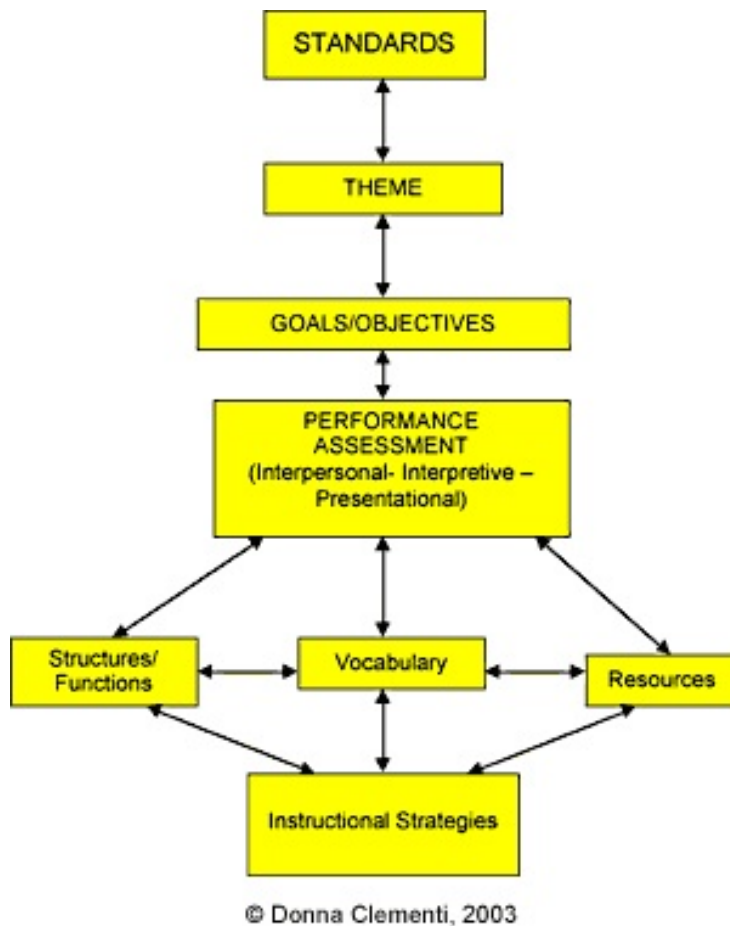 STANDARDS
THEME
GOALS/OBJECTIVES
PERFORMANCE
ASSESSMENT
(Interpersonal- Interpretive –
Presentational)
Structures/
Functions
Vocabulary
Resources
Instructional Strategies
© Donna Clementi, 2003